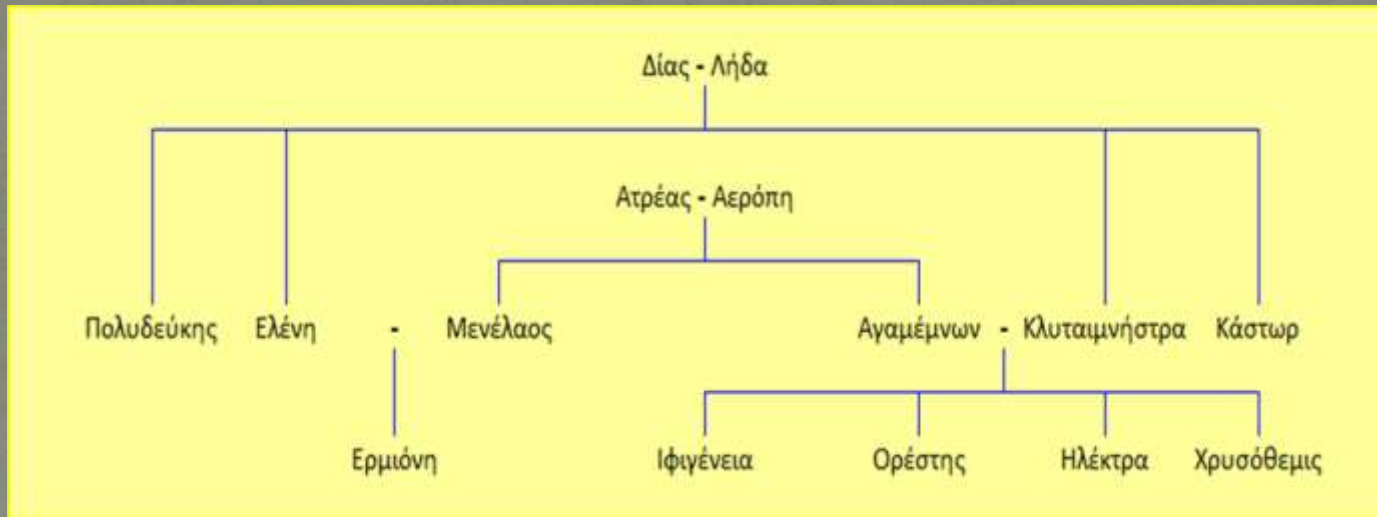 Δίας - Λήδα
Ατρέας - Αερόπη
Πολυδεύκης Ελένη - Μενέλαος Αγαμέμνων - Κλυταιμνήστρα Κάστωρ
Ερμιόνη Ιφιγένεια Ορέστης Ηλέκτρα Χρυσόθεμις